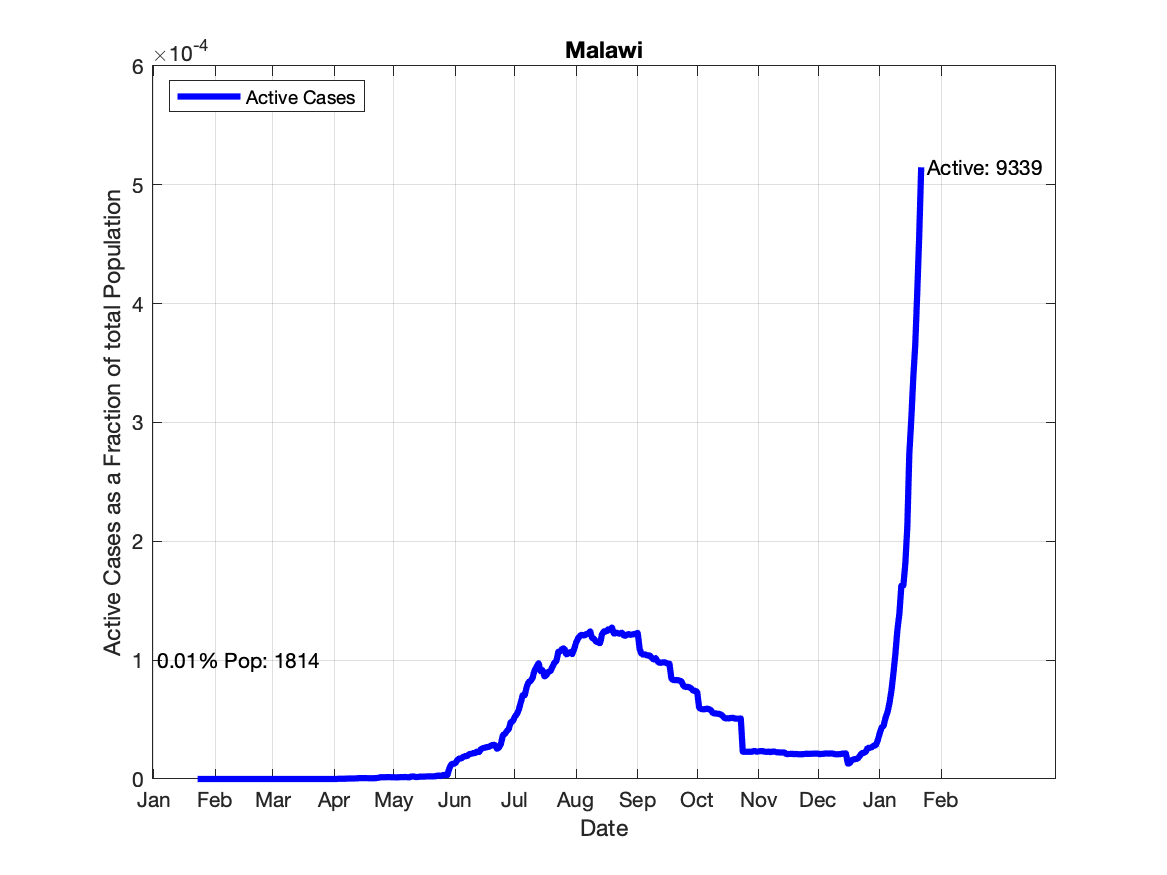 Malawi
×10-4
6
5
4
3
2
1
0
Active Cases
Active: 9339
0.01% Pop: 1814
Active Cases as a Fraction of total Population
Jan Feb Mar Apr May Jun Jul Aug Sep Oct Nov Dec Jan Feb
Date